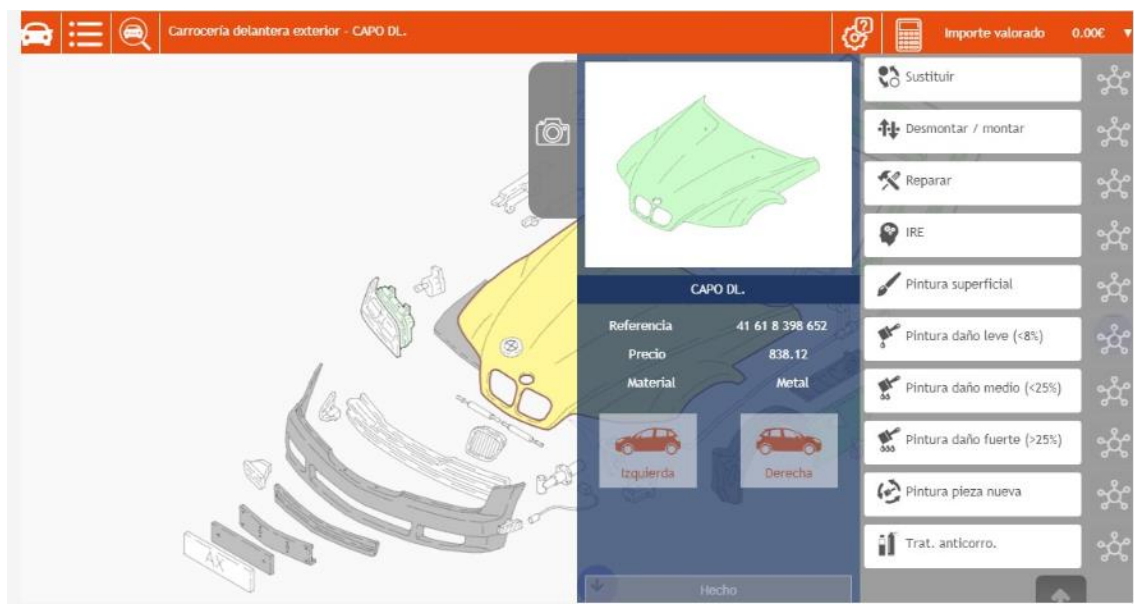 Carrocería delantera exterior - CAPO DL.
Importe valorado 0.00€
CAPO DL.
Referencia 41 61 8 398 652
Precio 838.12
Material Metal
Izquierda Derecha
Hecho
Sustituir
Desmontar / montar
Reparar
IRE
Pintura superficial
Pintura daño leve (<8%)
Pintura daño medio (<25%)
Pintura daño fuerte (>25%)
Pintura pieza nueva
Trat. anticorro.
AX